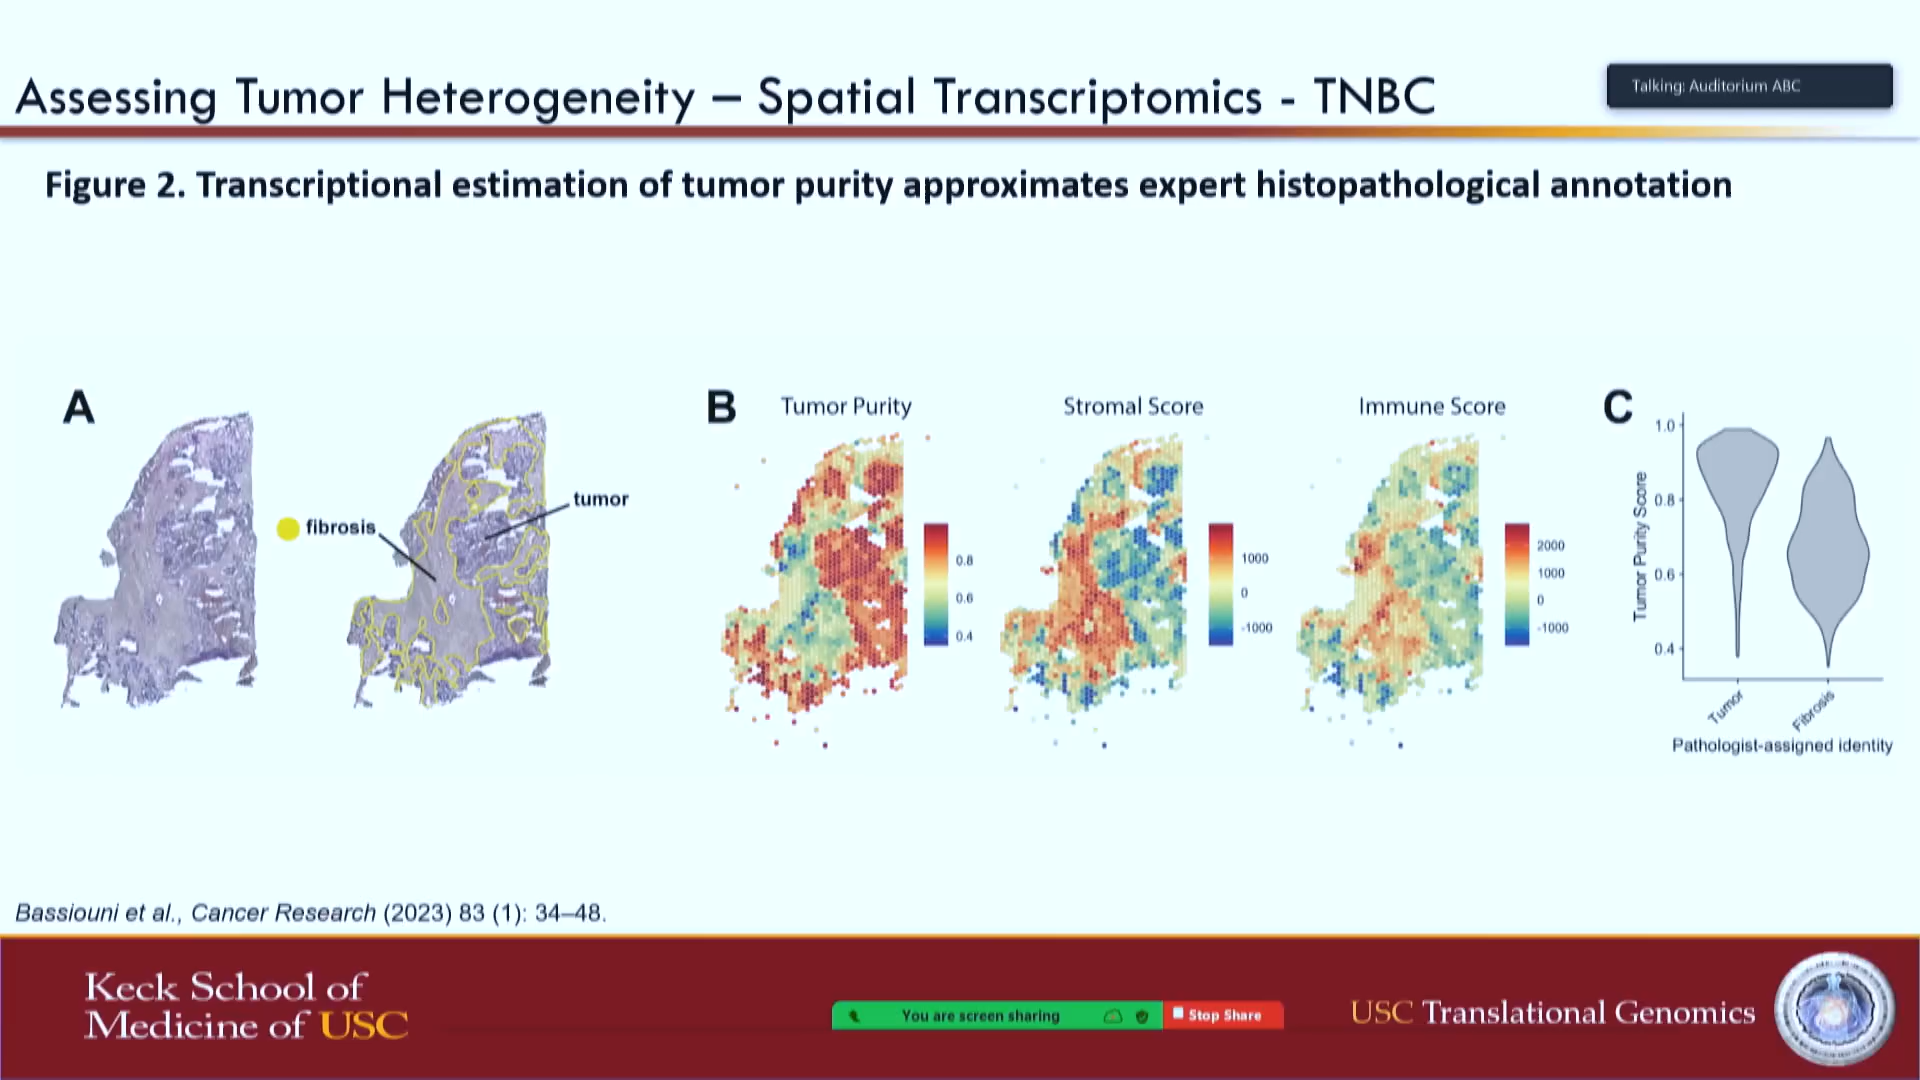 Assessing Tumor Heterogeneity – Spatial Transcriptomics - TNBC
Talking: Auditorium ABC
Figure 2. Transcriptional estimation of tumor purity approximates expert histopathological annotation
A
fibrosis
tumor
B
Tumor Purity
0.8
0.6
0.4
Stromal Score
1000
0
-1000
Immune Score
2000
1000
0
-1000
C
Tumor Purity Score
1.0
0.8
0.6
0.4
Tumor
Fibrosis
Pathologist-assigned identity
Bassiouni et al., Cancer Research (2023) 83 (1): 34–48.
Keck School of
Medicine of USC
You are screen sharing
Stop Share
USC Translational Genomics